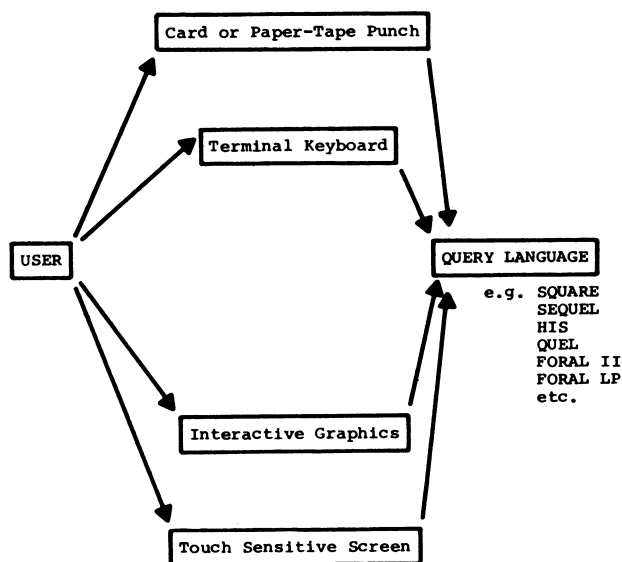 Card or Paper-Tape Punch
Terminal Keyboard
USER
QUERY LANGUAGE
e.g. SQUARE
SEQUEL
HIS
QUEL
FORAL II
FORAL LP
etc.
Interactive Graphics
Touch Sensitive Screen